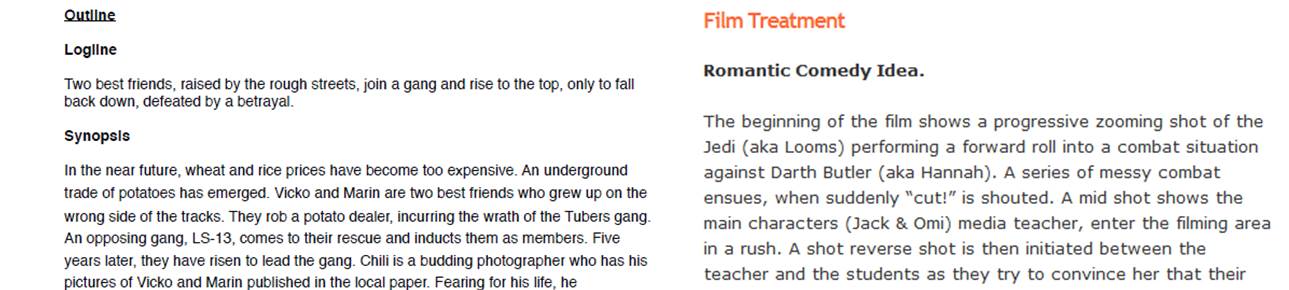 Outline
Logline
Two best friends, raised by the rough streets, join a gang and rise to the top, only to fall
back down, defeated by a betrayal.
Synopsis
In the near future, wheat and rice prices have become too expensive. An underground
trade of potatoes has emerged. Vicko and Marin are two best friends who grew up on the
wrong side of the tracks. They rob a potato dealer, incurring the wrath of the Tubers gang.
An opposing gang, LS-13, comes to their rescue and inducts them as members. Five
years later, they have risen to lead the gang. Chili is a budding photographer who has his
pictures of Vicko and Marin published in the local paper. Fearing for his life, he
Film Treatment
Romantic Comedy Idea.
The beginning of the film shows a progressive zooming shot of the
Jedi (aka Looms) performing a forward roll into a combat situation
against Darth Butler (aka Hannah). A series of messy combat
ensues, when suddenly “cut!” is shouted. A mid shot shows the
main characters (Jack & Omi) media teacher, enter the filming area
in a rush. A shot reverse shot is then initiated between the
teacher and the students as they try to convince her that their